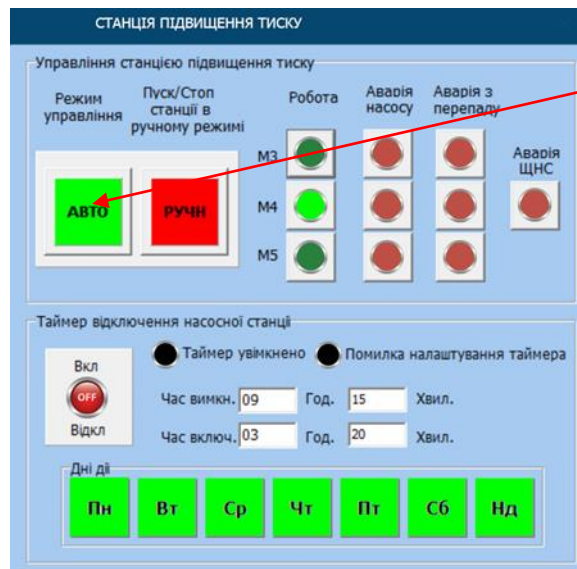 СТАНЦІЯ ПІДВИЩЕННЯ ТИСКУ
Управління станцією підвищення тиску
Режим управління
Пуск/Стоп станції в ручному режимі
Робота
Аварія насосу
Аварія з перепаду
Аварія ЩНС
АВТО
РУЧН
М3
М4
М5
Таймер відключення насосної станції
Вкл
OFF
Відкл
Таймер увімкнено
Помилка налаштування таймера
Час вимкн. 09 Год. 15 Хвил.
Час включ. 03 Год. 20 Хвил.
Дні дії
Пн Вт Ср Чт Пт Сб Нд